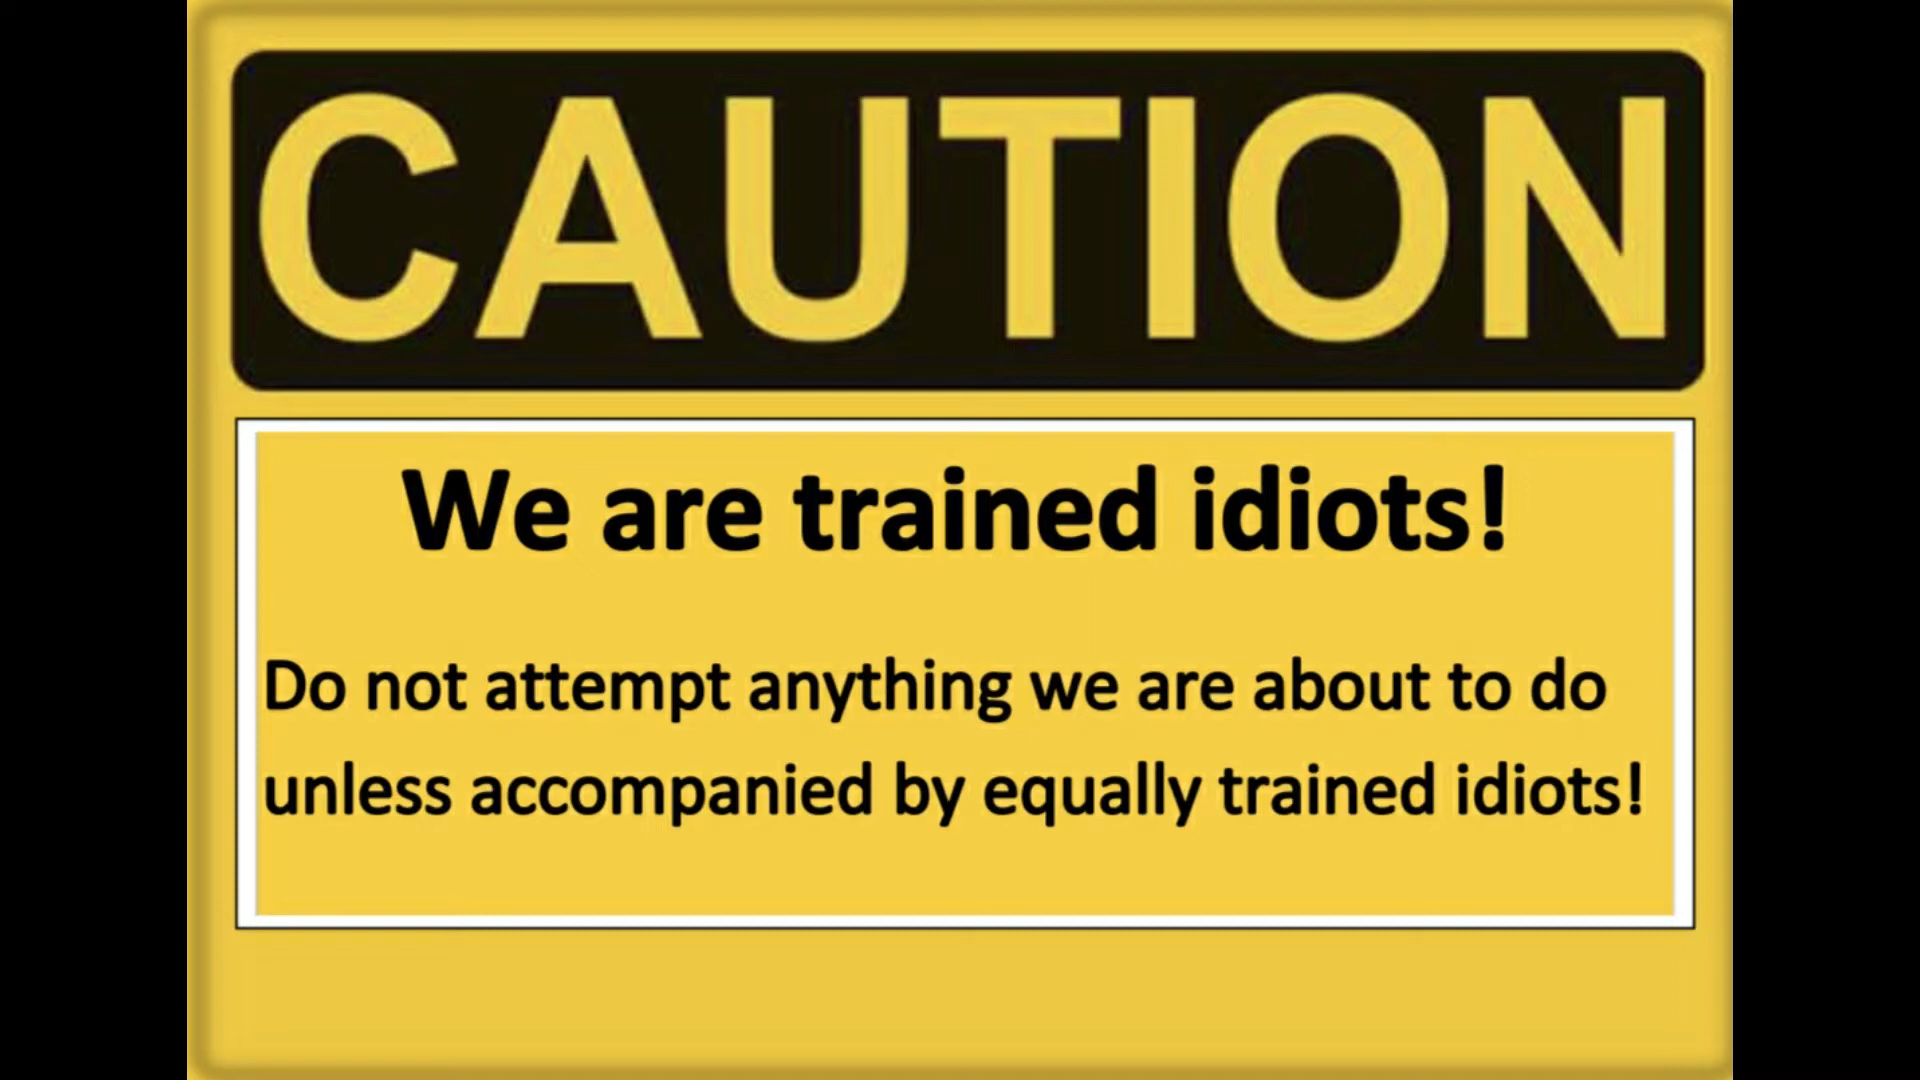 CAUTION
We are trained idiots!
Do not attempt anything we are about to do
unless accompanied by equally trained idiots!